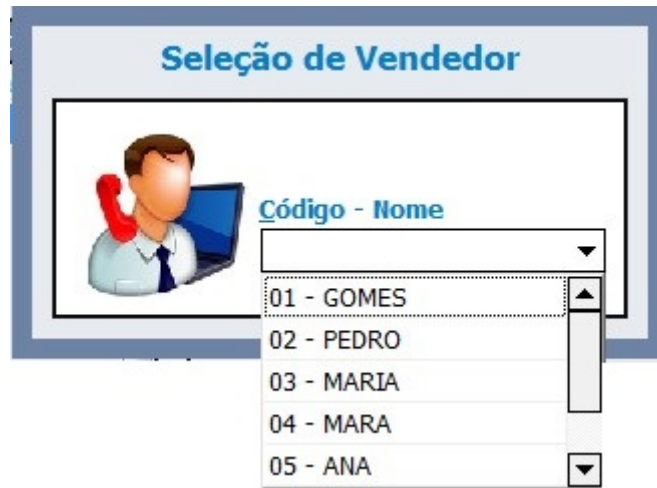 Seleção de Vendedor
Código - Nome
01 - GOMES
02 - PEDRO
03 - MARIA
04 - MARA
05 - ANA